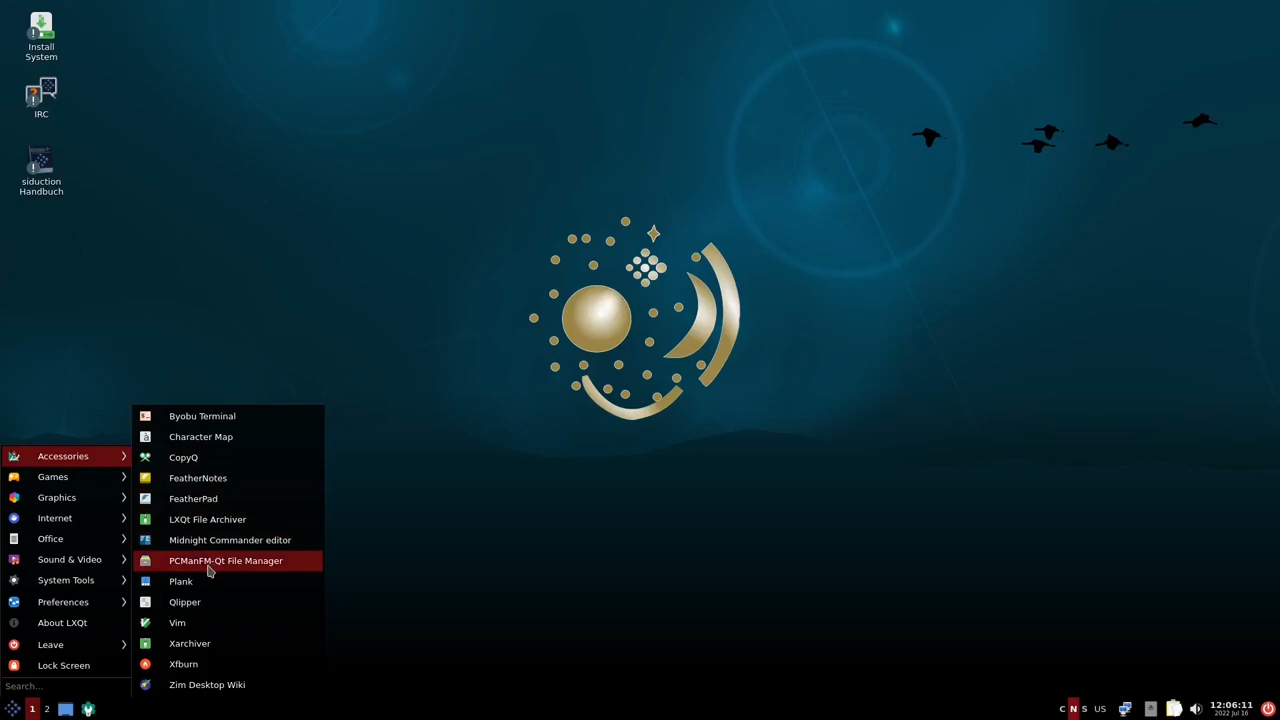 Install
System
IRC
siduction
Handbuch
Accessories
Games
Graphics
Internet
Office
Sound & Video
System Tools
Preferences
About LXQt
Leave
Lock Screen
Search...
Byobu Terminal
Character Map
CopyQ
FeatherNotes
FeatherPad
LXQt File Archiver
Midnight Commander editor
PCManFM-Qt File Manager
Plank
Qlipper
Vim
Xarchiver
Xfburn
Zim Desktop Wiki
1 2
C N S US
12:06:11
2022 Jul 16